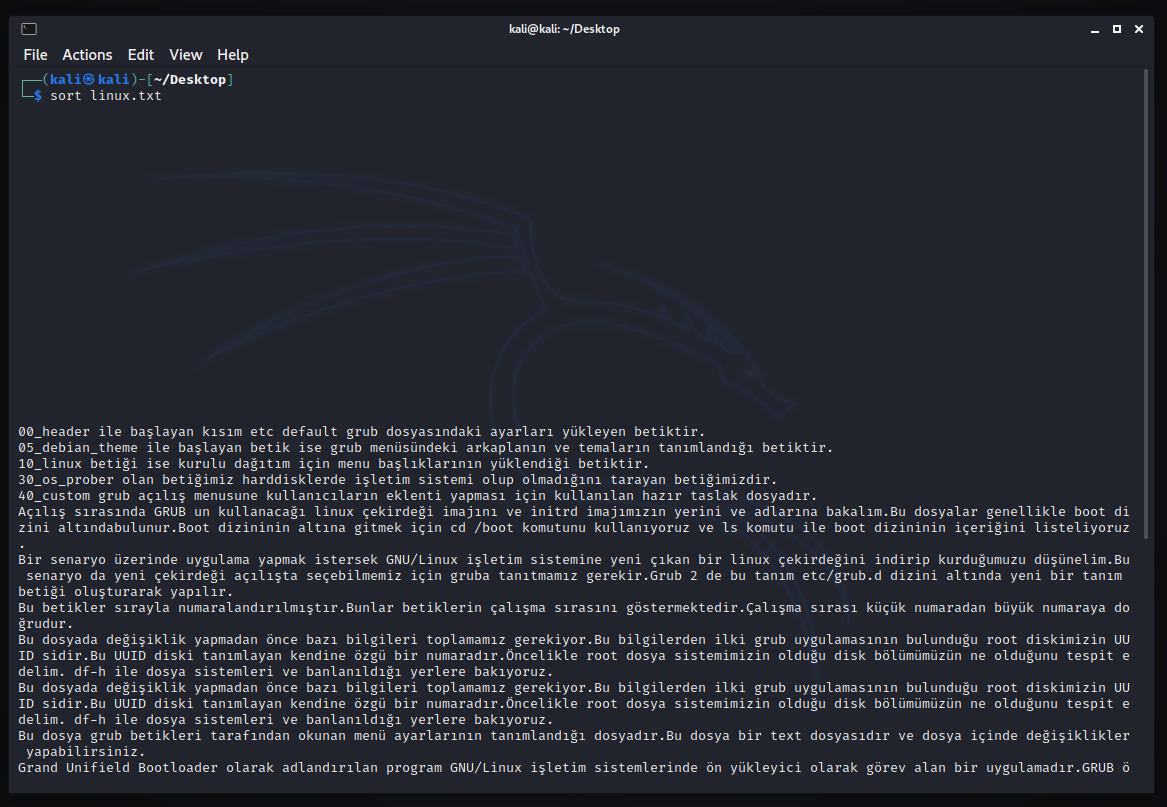 kali@kali: ~/Desktop
File Actions Edit View Help
┌──(kali㉿kali)-[~/Desktop]
└─$ sort linux.txt
00_header ile başlayan kısım etc default grub dosyasındaki ayarları yükleyen betiktir.
05_debian_theme ile başlayan betik ise grub menüsündeki arkaplanın ve temaların tanımlandığı betiktir.
10_linux betiği ise kurulu dağıtım için menu başlıklarının yüklendiği betiktir.
30_os_prober olan betiğimiz harddisklerde işletim sistemi olup olmadığını tarayan betiğimizdir.
40_custom grub açılış menusune kullanıcıların eklenti yapması için kullanılan hazır taslak dosyadır.
Açılış sırasında GRUB un kullanacağı linux çekirdeği imajını ve initrd imajımızın yerini ve adlarına bakalım.Bu dosyalar genellikle boot di
zini altındabulunur.Boot dizininin altına gitmek için cd /boot komutunu kullanıyoruz ve ls komutu ile boot dizininin içeriğini listeliyoruz
.
Bir senaryo üzerinde uygulama yapmak istersek GNU/Linux işletim sistemine yeni çıkan bir linux çekirdeğini indirip kurduğumuzu düşünelim.Bu
senaryo da yeni çekirdeği açılışta seçebilmemiz için gruba tanıtmamız gerekir.Grub 2 de bu tanım etc/grub.d dizini altında yeni bir tanım
betiği oluşturarak yapılır.
Bu betikler sırayla numaralandırılmıştır.Bunlar betiklerin çalışma sırasını göstermektedir.Çalışma sırası küçük numaradan büyük numaraya do
ğrudur.
Bu dosyada değişiklik yapmadan önce bazı bilgileri toplamamız gerekiyor.Bu bilgilerden ilki grub uygulamasının bulunduğu root diskimizin UU
ID sidir.Bu UUID diski tanımlayan kendine özgü bir numaradır.Öncelikle root dosya sistemimizin olduğu disk bölümümüzün ne olduğunu tespit e
delim. df-h ile dosya sistemleri ve banlanıldığı yerlere bakıyoruz.
Bu dosyada değişiklik yapmadan önce bazı bilgileri toplamamız gerekiyor.Bu bilgilerden ilki grub uygulamasının bulunduğu root diskimizin UU
ID sidir.Bu UUID diski tanımlayan kendine özgü bir numaradır.Öncelikle root dosya sistemimizin olduğu disk bölümümüzün ne olduğunu tespit e
delim. df-h ile dosya sistemleri ve banlanıldığı yerlere bakıyoruz.
Bu dosya grub betikleri tarafından okunan menü ayarlarının tanımlandığı dosyadır.Bu dosya bir text dosyasıdır ve dosya içinde değişiklikler
yapabilirsiniz.
Grand Unifield Bootloader olarak adlandırılan program GNU/Linux işletim sistemlerinde ön yükleyici olarak görev alan bir uygulamadır.GRUB ö